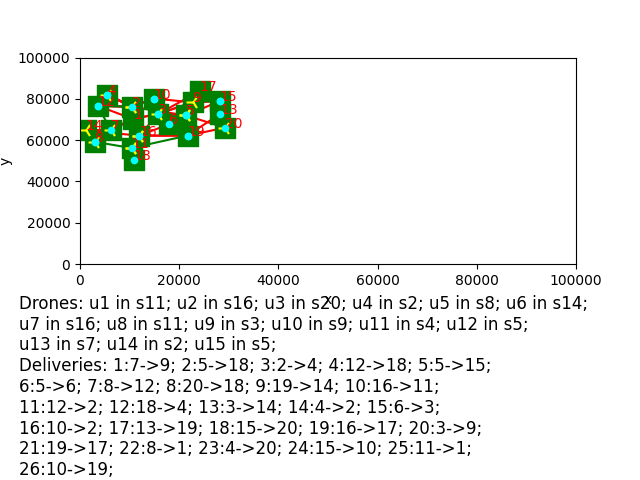 100000
80000
60000
40000
20000
0
y
0 20000 40000 60000 80000 100000
x
Drones: u1 in s11; u2 in s16; u3 in s20; u4 in s2; u5 in s8; u6 in s14;
u7 in s16; u8 in s11; u9 in s3; u10 in s9; u11 in s4; u12 in s5;
u13 in s7; u14 in s2; u15 in s5;
Deliveries: 1:7->9; 2:5->18; 3:2->4; 4:12->18; 5:5->15;
6:5->6; 7:8->12; 8:20->18; 9:19->14; 10:16->11;
11:12->2; 12:18->4; 13:3->14; 14:4->2; 15:6->3;
16:10->2; 17:13->19; 18:15->20; 19:16->17; 20:3->9;
21:19->17; 22:8->1; 23:4->20; 24:15->10; 25:11->1;
26:10->19;